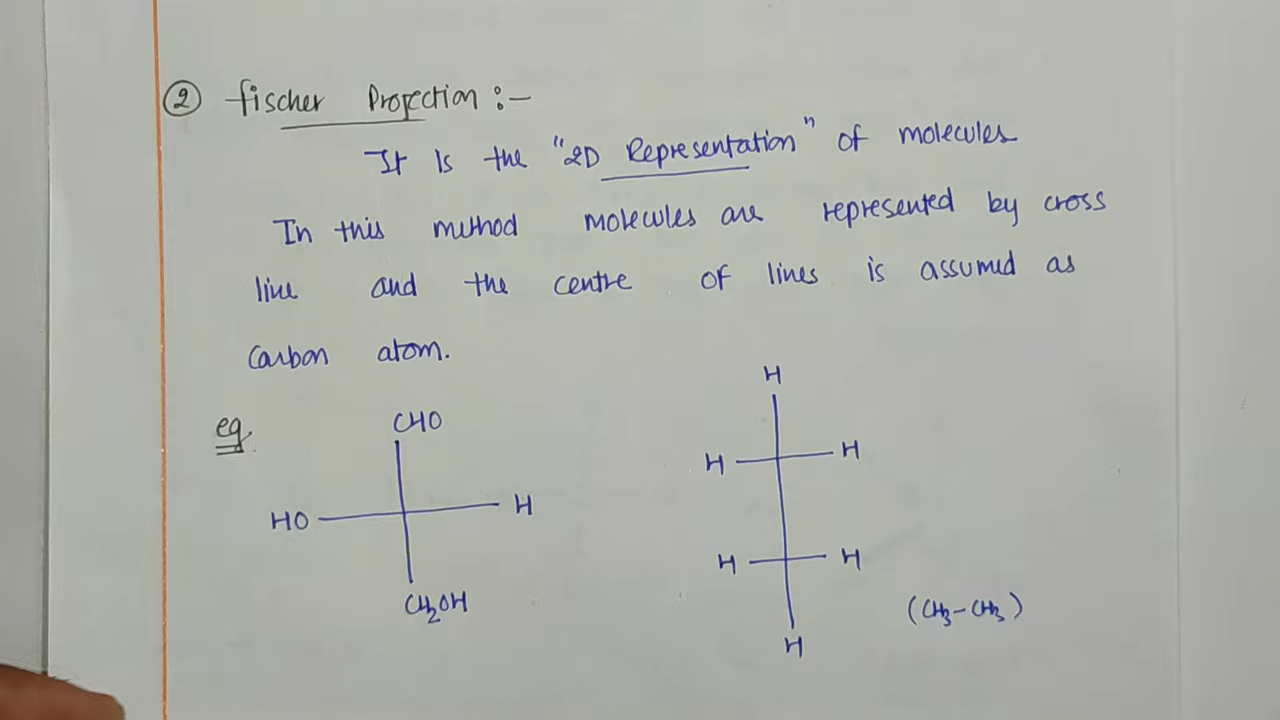 ② Fischer Projection :-
It is the "2D Representation" of molecules
In this method molecules are represented by cross
line and the centre of lines is assumed as
carbon atom.
eg.
CHO
HO H
CH2OH
H
H H
H H
H
(CH3-CH3)